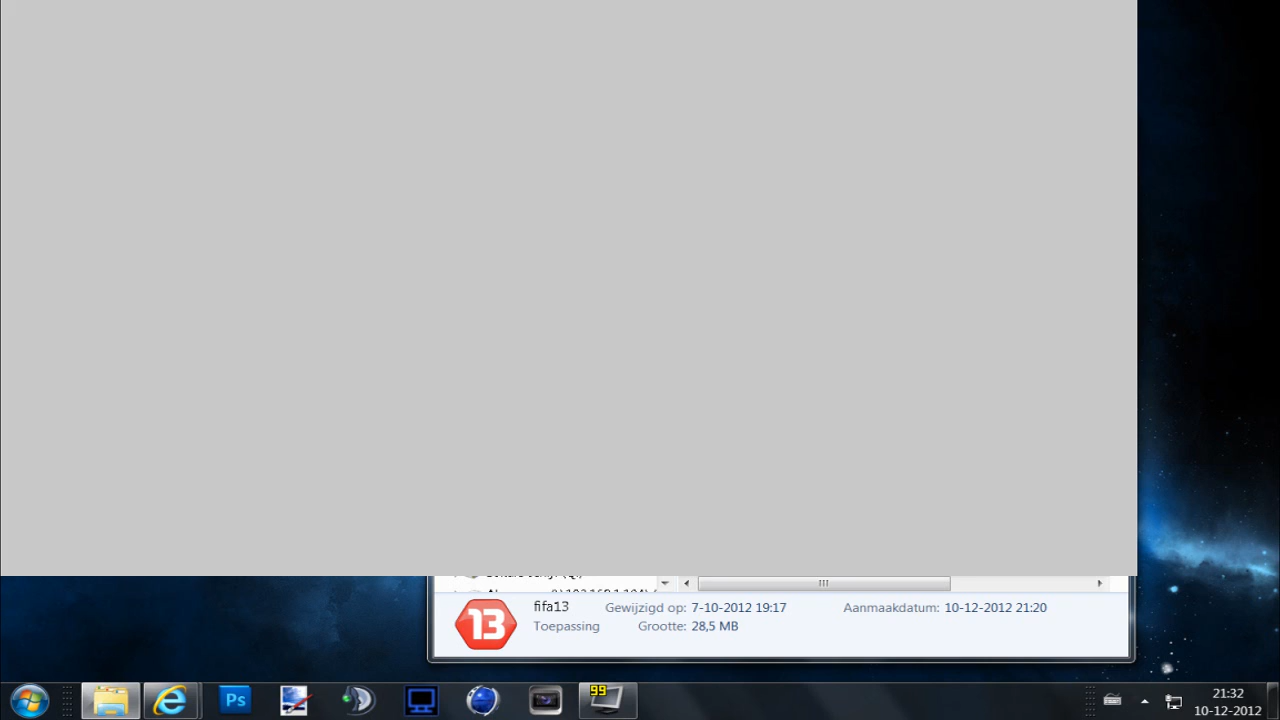 fifa13
Gewijzigd op: 7-10-2012 19:17
Aanmaakdatum: 10-12-2012 21:20
13
Toepassing
Grootte: 28,5 MB
Ps
99
21:32
10-12-2012